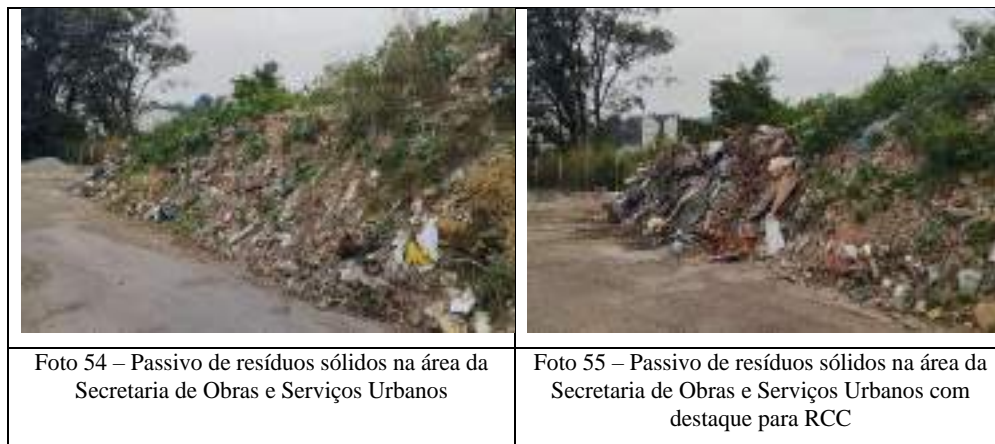 Foto 54 – Passivo de resíduos sólidos na área da
Secretaria de Obras e Serviços Urbanos
Foto 55 – Passivo de resíduos sólidos na área da
Secretaria de Obras e Serviços Urbanos com
destaque para RCC